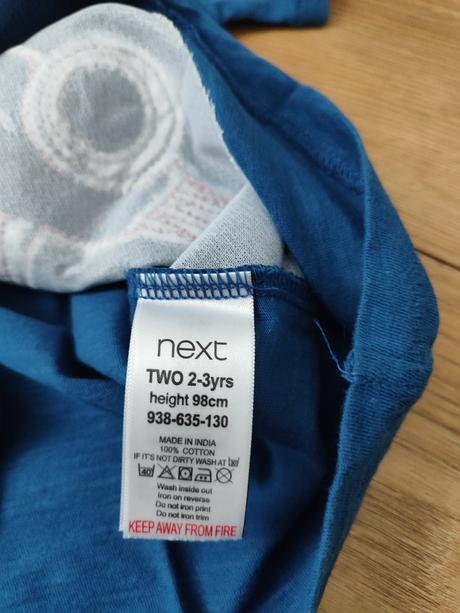 next
TWO 2-3yrs
height 98cm
938-635-130
MADE IN INDIA
100% COTTON
IF IT'S NOT DIRTY WASH AT 30
40
Wash inside out
Iron on reverse
Do not iron print
Do not iron trim
KEEP AWAY FROM FIRE